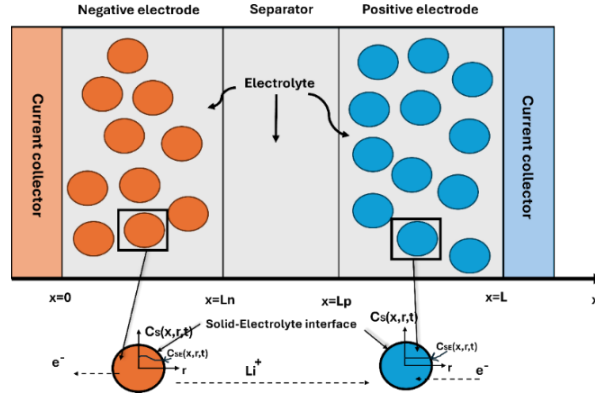 Negative electrode
Separator
Positive electrode
Current collector
Electrolyte
Current collector
x=0
x=Ln
x=Lp
x=L
x
Cs(x,r,t)
Solid-Electrolyte interface
Cs(x,r,t)
CSE(x,r,t)
CSE(x,r,t)
e-
r
Li+
r
e-